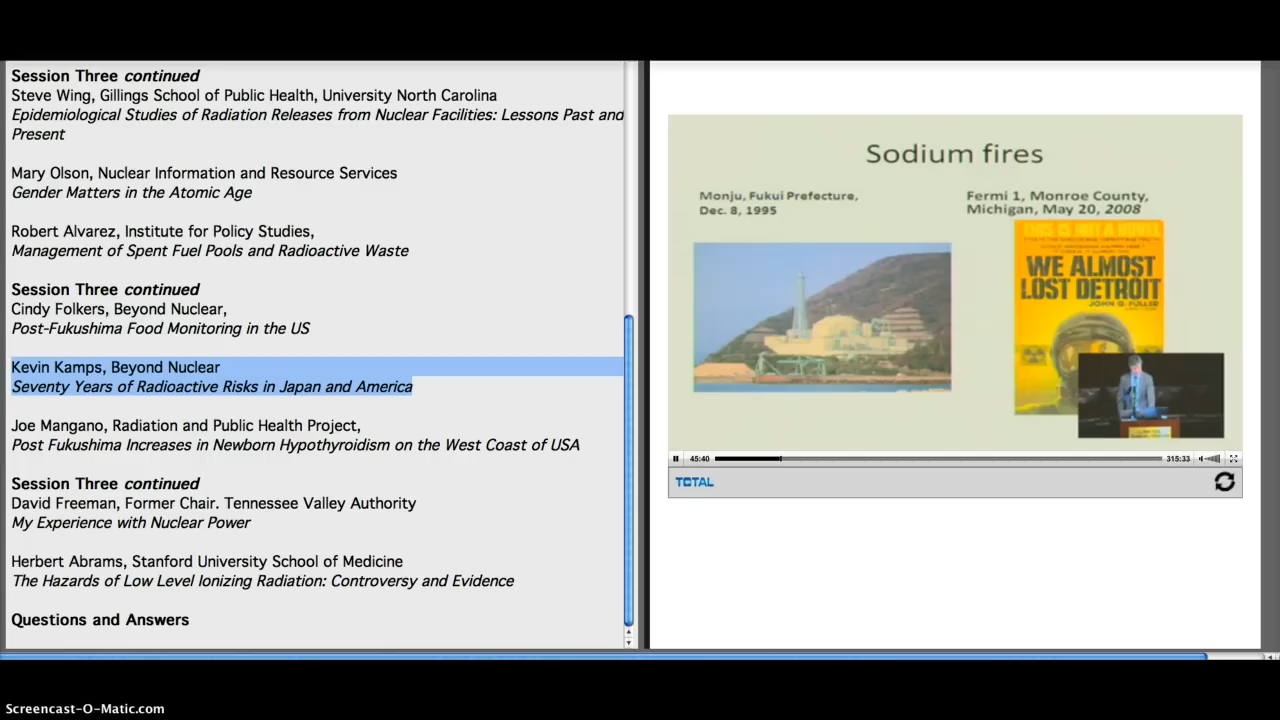 Session Three continued
Steve Wing, Gillings School of Public Health, University North Carolina
Epidemiological Studies of Radiation Releases from Nuclear Facilities: Lessons Past and
Present
Mary Olson, Nuclear Information and Resource Services
Gender Matters in the Atomic Age
Robert Alvarez, Institute for Policy Studies,
Management of Spent Fuel Pools and Radioactive Waste
Session Three continued
Cindy Folkers, Beyond Nuclear,
Post-Fukushima Food Monitoring in the US
Kevin Kamps, Beyond Nuclear
Seventy Years of Radioactive Risks in Japan and America
Joe Mangano, Radiation and Public Health Project,
Post Fukushima Increases in Newborn Hypothyroidism on the West Coast of USA
Session Three continued
David Freeman, Former Chair. Tennessee Valley Authority
My Experience with Nuclear Power
Herbert Abrams, Stanford University School of Medicine
The Hazards of Low Level Ionizing Radiation: Controversy and Evidence
Questions and Answers
Sodium fires
Monju, Fukui Prefecture,
Dec. 8, 1995
Fermi 1, Monroe County,
Michigan, May 20, 2008
THIS IS NOT A NOVEL
WE ALMOST
LOST DETROIT
JOHN G. FULLER
45:40
315:33
TOTAL
Screencast-O-Matic.com